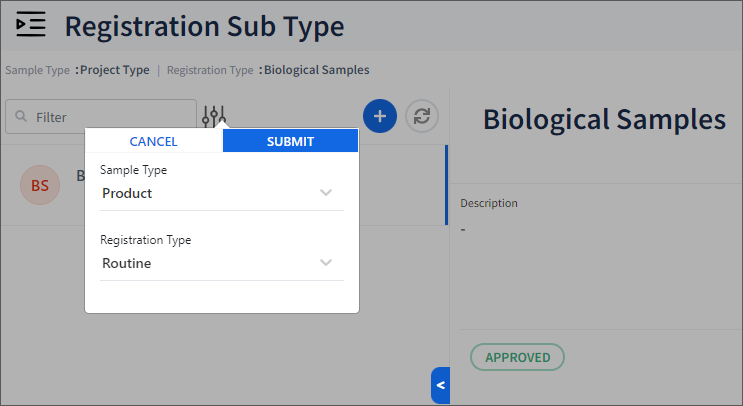 Registration Sub Type
Sample Type :Project Type | Registration Type :Biological Samples
Filter
CANCEL
SUBMIT
Sample Type
Product
Registration Type
Routine
BS
B
Biological Samples
Description
-
APPROVED
<